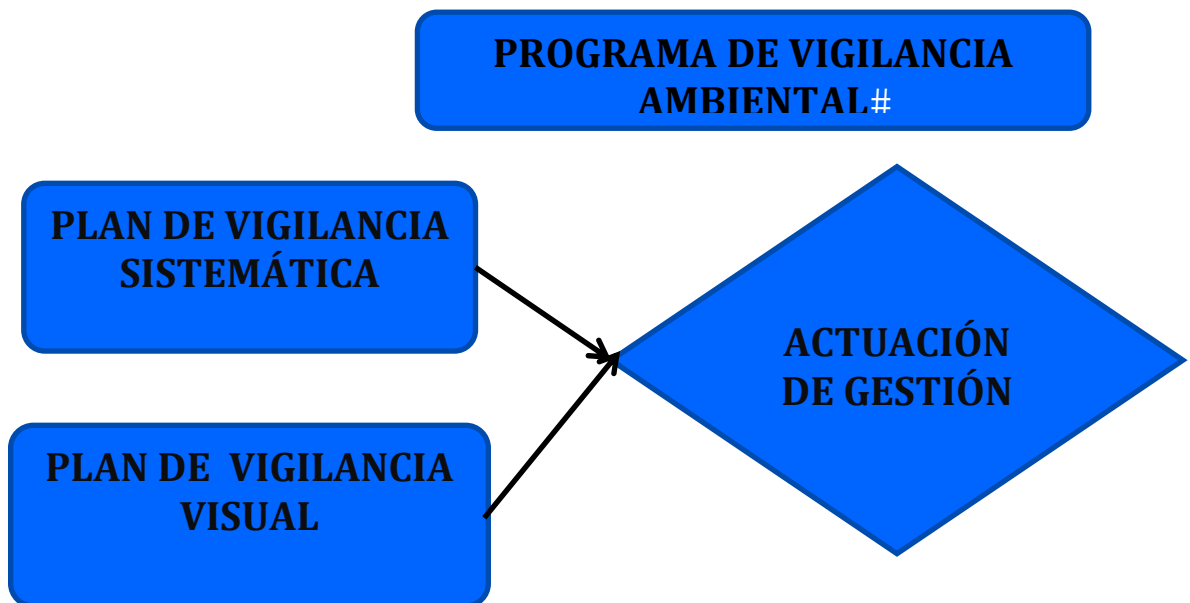 PROGRAMA DE VIGILANCIA
AMBIENTAL#
PLAN DE VIGILANCIA
SISTEMÁTICA
ACTUACIÓN
DE GESTIÓN
PLAN DE VIGILANCIA
VISUAL